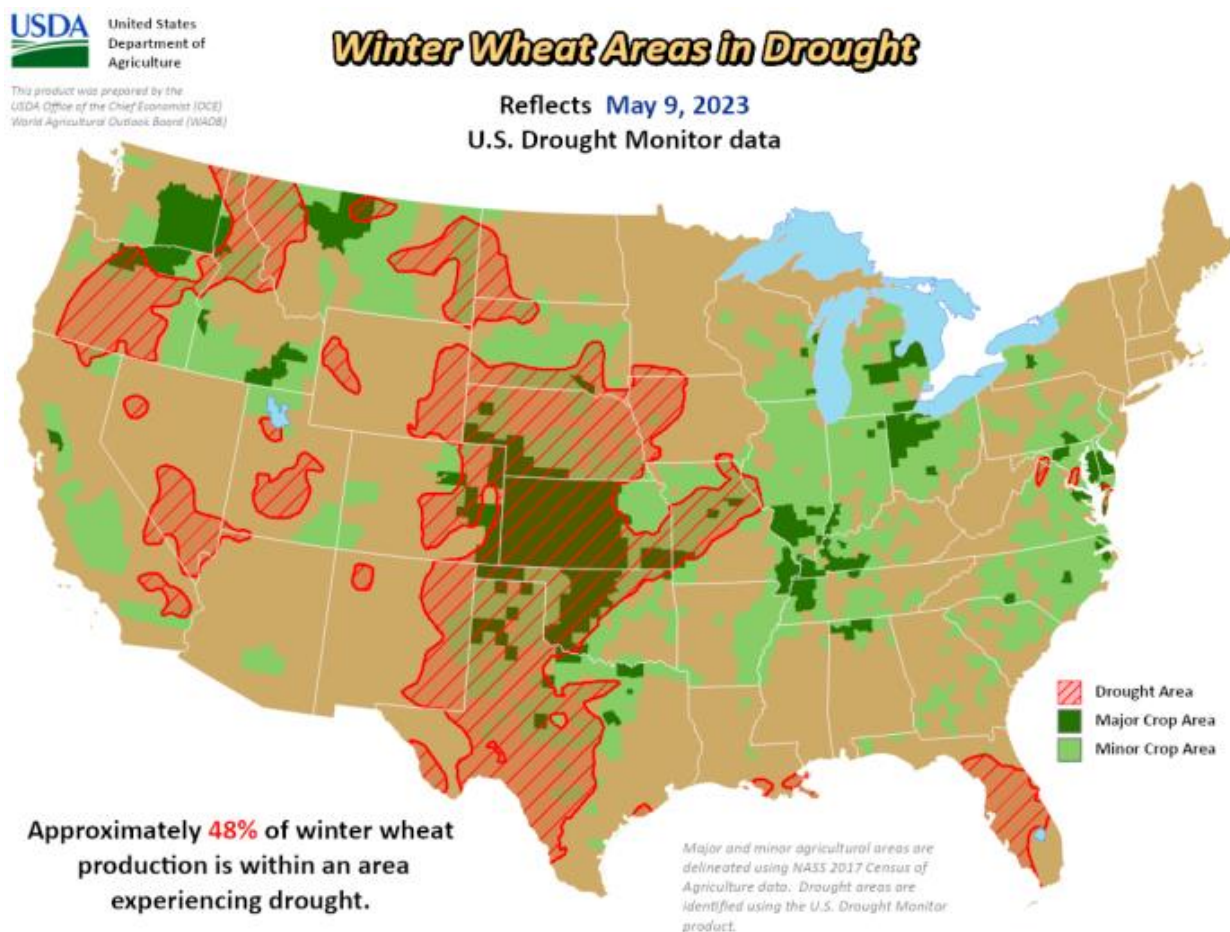 USDA
United States
Department of
Agriculture
This product was prepared by the
USDA Office of the Chief Economist (OCE)
World Agricultural Outlook Board (WAOB)
Winter Wheat Areas in Drought
Reflects May 9, 2023
U.S. Drought Monitor data
Drought Area
Major Crop Area
Minor Crop Area
Approximately 48% of winter wheat
production is within an area
experiencing drought.
Major and minor agricultural areas are
delineated using NASS 2017 Census of
Agriculture data. Drought areas are
identified using the U.S. Drought Monitor
product.